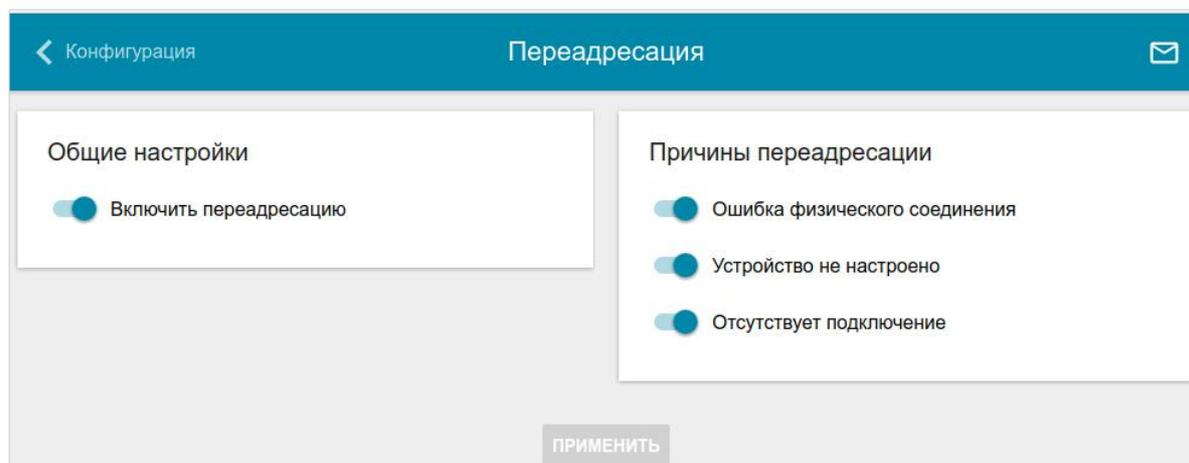 Конфигурация
Переадресация
Общие настройки
Включить переадресацию
Причины переадресации
Ошибка физического соединения
Устройство не настроено
Отсутствует подключение
ПРИМЕНИТЬ